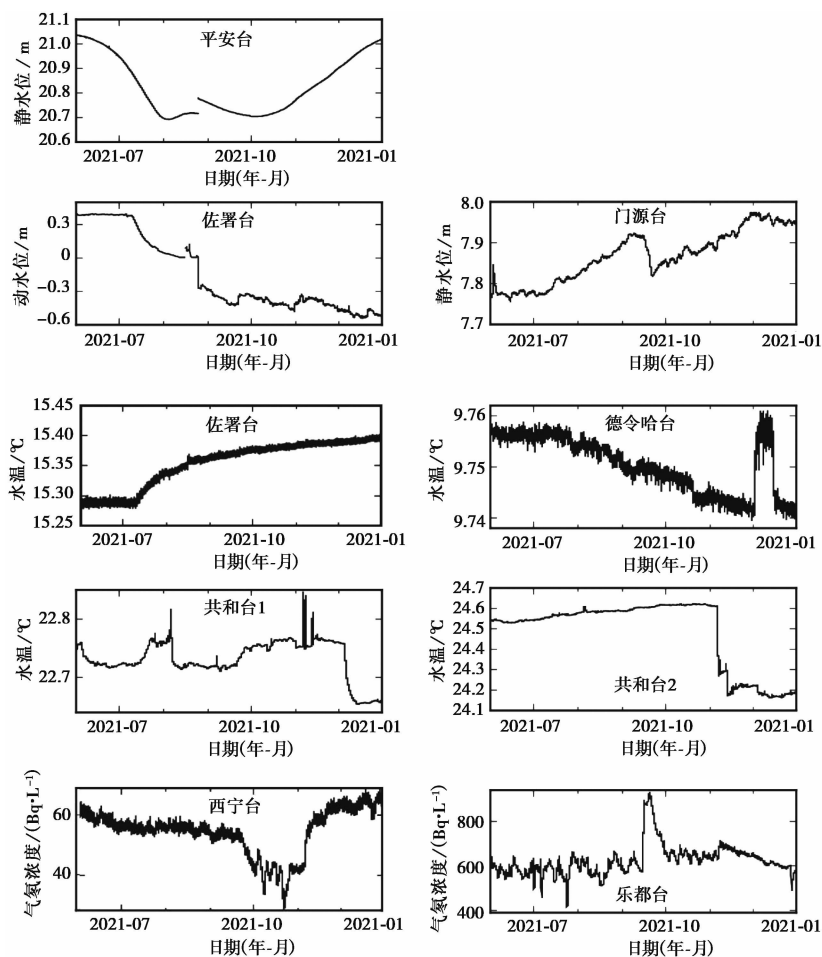 平安台
静水位/m
21.1
21.0
20.9
20.8
20.7
20.6
2021-07
2021-10
2021-01
日期(年-月)
佐署台
动水位/m
0.3
0
-0.3
-0.6
2021-07
2021-10
2021-01
日期(年-月)
门源台
静水位/m
8.0
7.9
7.8
7.7
2021-07
2021-10
2021-01
日期(年-月)
佐署台
水温/℃
15.45
15.40
15.35
15.30
15.25
2021-07
2021-10
2021-01
日期(年-月)
德令哈台
水温/℃
9.76
9.75
9.74
2021-07
2021-10
2021-01
日期(年-月)
共和台1
水温/℃
22.8
22.7
2021-07
2021-10
2021-01
日期(年-月)
水温/℃
24.7
24.6
24.5
24.4
24.3
24.2
24.1
共和台2
2021-07
2021-10
2021-01
日期(年-月)
西宁台
气氡浓度/(Bq·L⁻¹)
60
40
2021-07
2021-10
2021-01
日期(年-月)
气氡浓度/(Bq·L⁻¹)
800
600
400
乐都台
2021-07
2021-10
2021-01
日期(年-月)